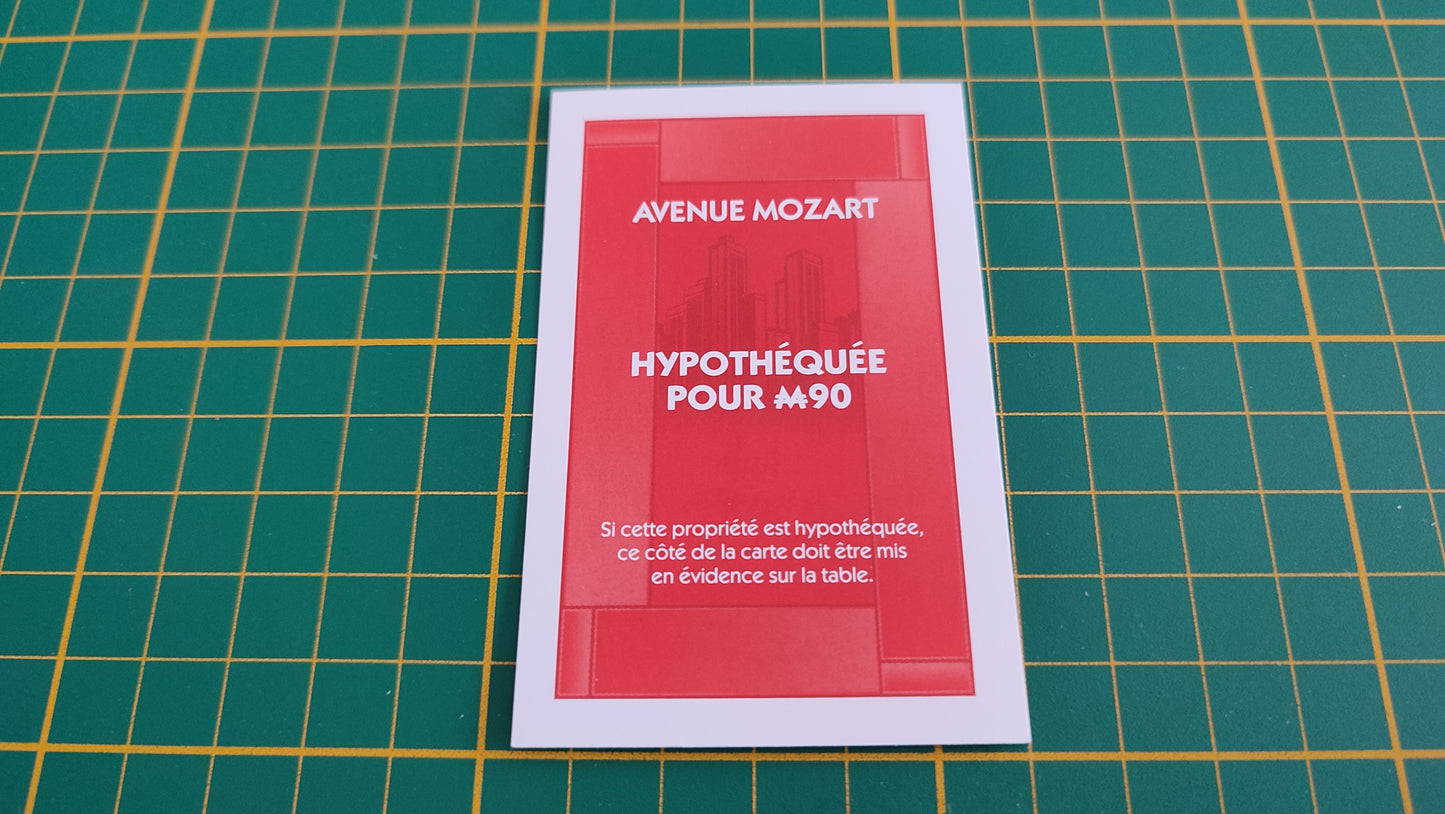 AVENUE MOZART
HYPOTHÉQUÉE
POUR M90
Si cette propriété est hypothéquée,
ce côté de la carte doit être mis
en évidence sur la table.